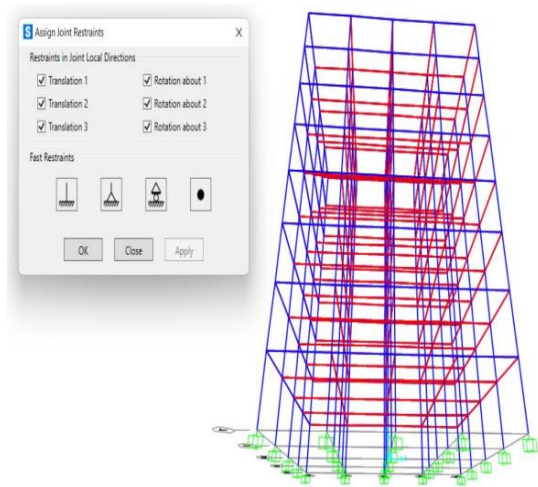 S Assign Joint Restraints X
Restraints in Joint Local Directions
Translation 1 Rotation about 1
Translation 2 Rotation about 2
Translation 3 Rotation about 3
Fast Restraints
OK Close Apply